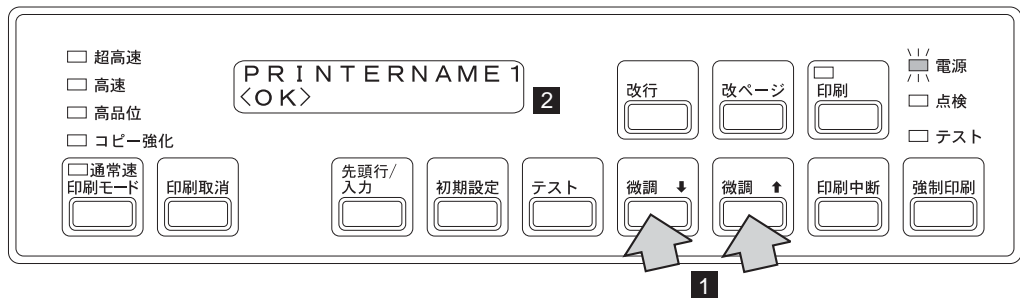 超高速
高速
高品位
コピー強化
通常速
印刷モード
印刷取消
PRINTERNAME1
<OK>
2
先頭行/
入力
初期設定
テスト
改行
改ページ
印刷
微調 ⬇
微調 ⬆
印刷中断
強制印刷
電源
点検
テスト
1